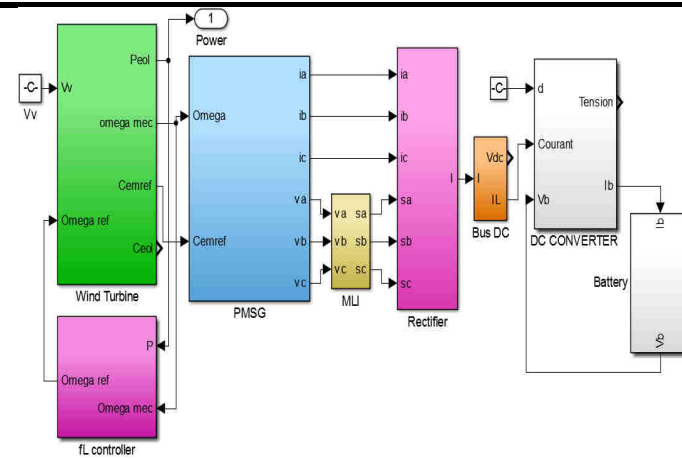 1
Power
-C-
Vv
Vv
Peol
omega mec
Cemref
Omega ref
Ceol
Wind Turbine
Omega
Cemref
ia
ib
ic
va
vb
vc
PMSG
va
vb
vc
sa
sb
sc
MLI
ia
ib
ic
sa
sb
sc
I
Rectifier
I
Vdc
IL
Bus DC
-C-
d
Courant
Vb
Tension
Ib
DC CONVERTER
Ib
Vb
Battery
P
Omega ref
Omega mec
fL controller